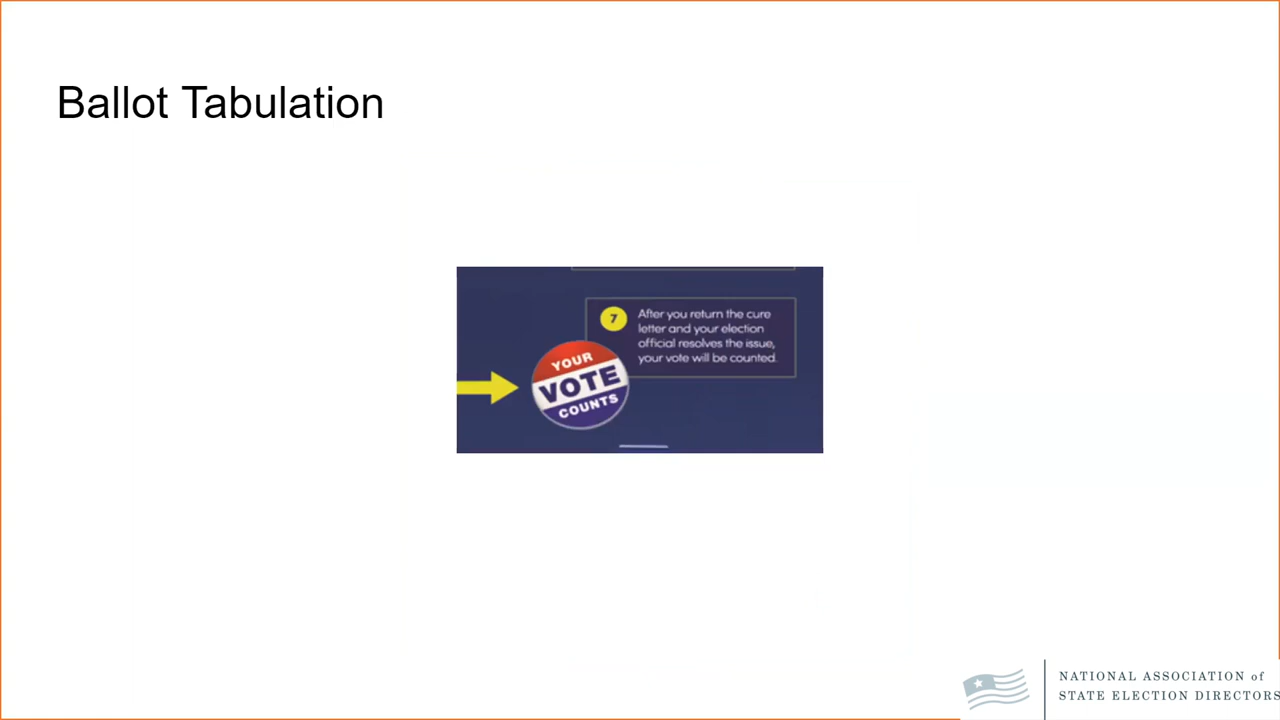 Ballot Tabulation
7
After you return the cure
letter and your election
official resolves the issue,
your vote will be counted.
YOUR
VOTE
COUNTS
NATIONAL ASSOCIATION of
STATE ELECTION DIRECTORS